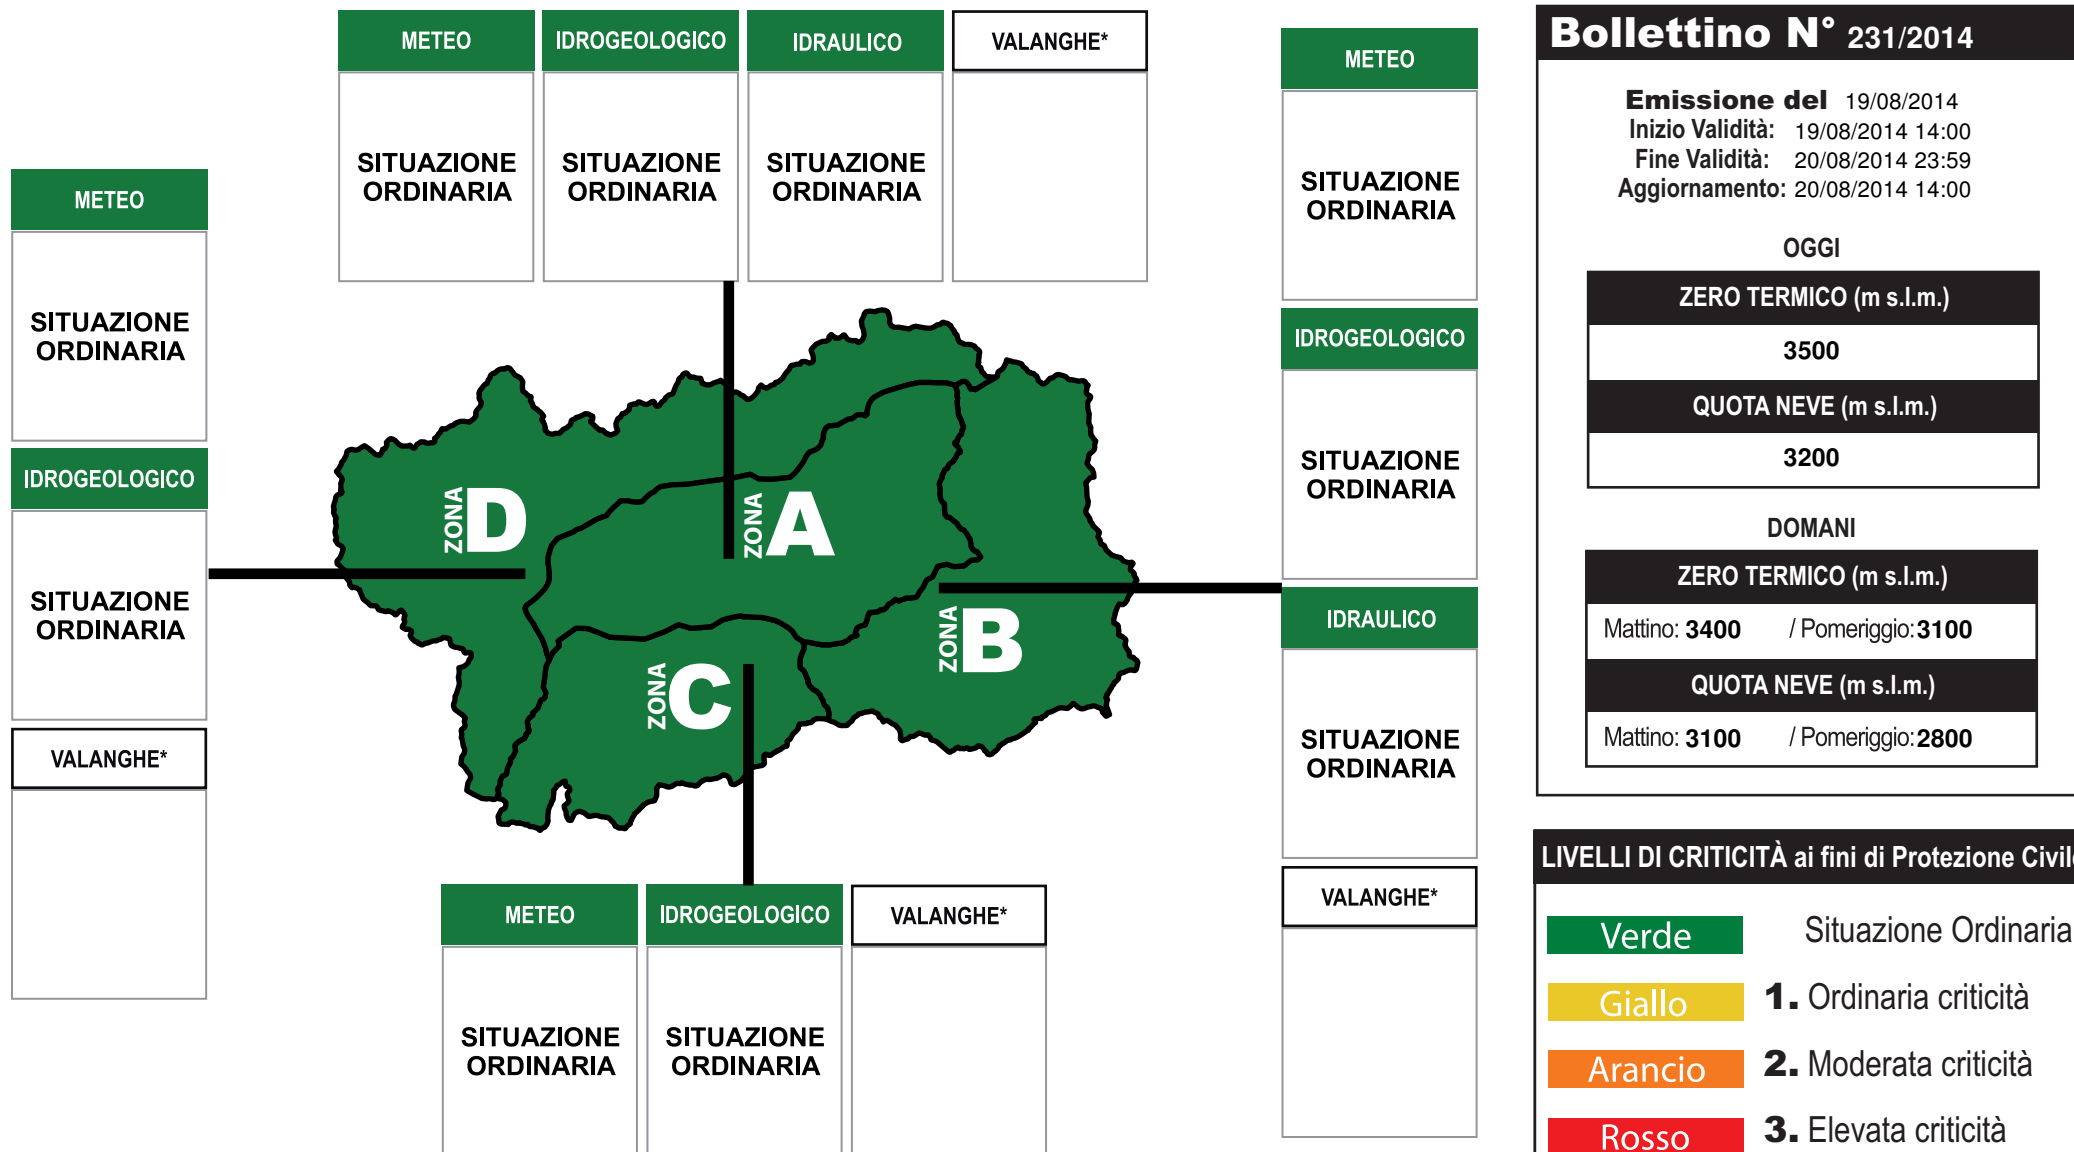 METEO
IDROGEOLOGICO
IDRAULICO
VALANGHE*
SITUAZIONE
ORDINARIA
SITUAZIONE
ORDINARIA
SITUAZIONE
ORDINARIA
METEO
SITUAZIONE
ORDINARIA
IDROGEOLOGICO
SITUAZIONE
ORDINARIA
VALANGHE*
ZONA D
ZONA A
ZONA B
ZONA C
METEO
SITUAZIONE
ORDINARIA
IDROGEOLOGICO
SITUAZIONE
ORDINARIA
IDRAULICO
SITUAZIONE
ORDINARIA
VALANGHE*
METEO
IDROGEOLOGICO
VALANGHE*
SITUAZIONE
ORDINARIA
SITUAZIONE
ORDINARIA
Bollettino N° 231/2014
Emissione del 19/08/2014
Inizio Validità: 19/08/2014 14:00
Fine Validità: 20/08/2014 23:59
Aggiornamento: 20/08/2014 14:00
OGGI
ZERO TERMICO (m s.l.m.)
3500
QUOTA NEVE (m s.l.m.)
3200
DOMANI
ZERO TERMICO (m s.l.m.)
Mattino: 3400 / Pomeriggio: 3100
QUOTA NEVE (m s.l.m.)
Mattino: 3100 / Pomeriggio: 2800
LIVELLI DI CRITICITÀ ai fini di Protezione Civile
Verde Situazione Ordinaria
Giallo 1. Ordinaria criticità
Arancio 2. Moderata criticità
Rosso 3. Elevata criticità